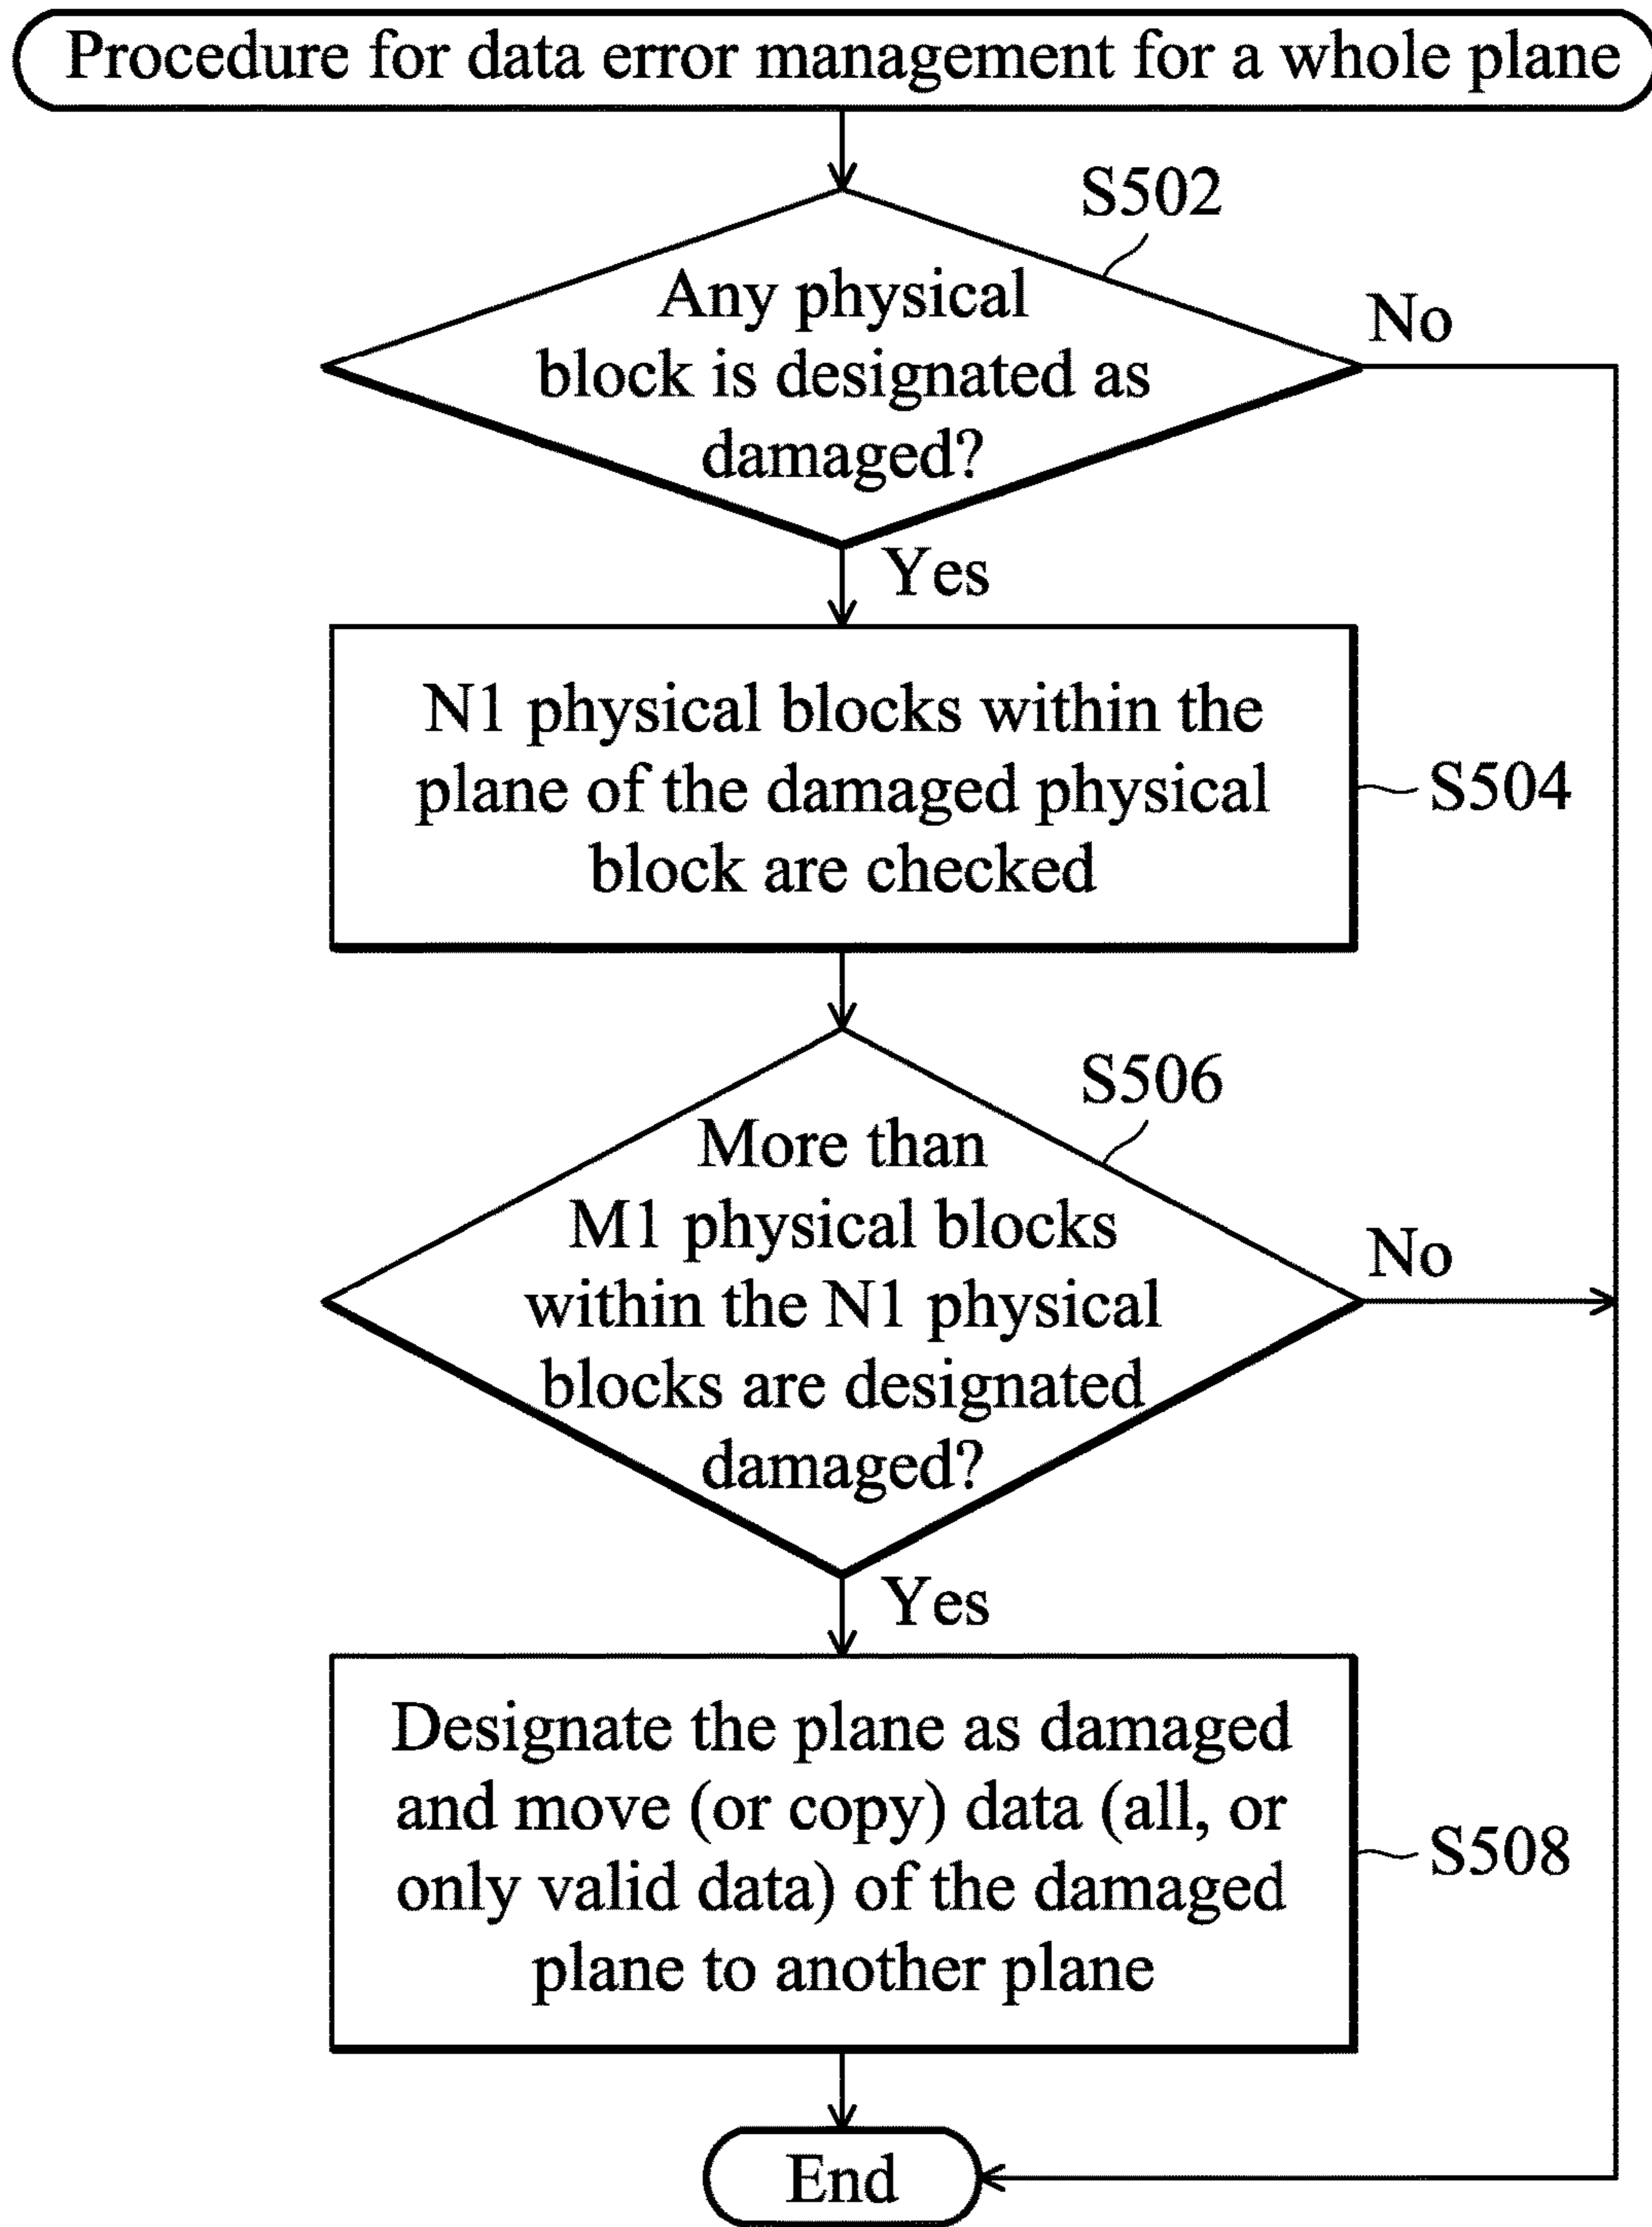 Procedure for data error management for a whole plane
S502
Any physical
block is designated as
damaged?
No
Yes
N1 physical blocks within the
plane of the damaged physical
block are checked
S504
S506
More than
M1 physical blocks
within the N1 physical
blocks are designated
damaged?
No
Yes
Designate the plane as damaged
and move (or copy) data (all, or
only valid data) of the damaged
plane to another plane
S508
End